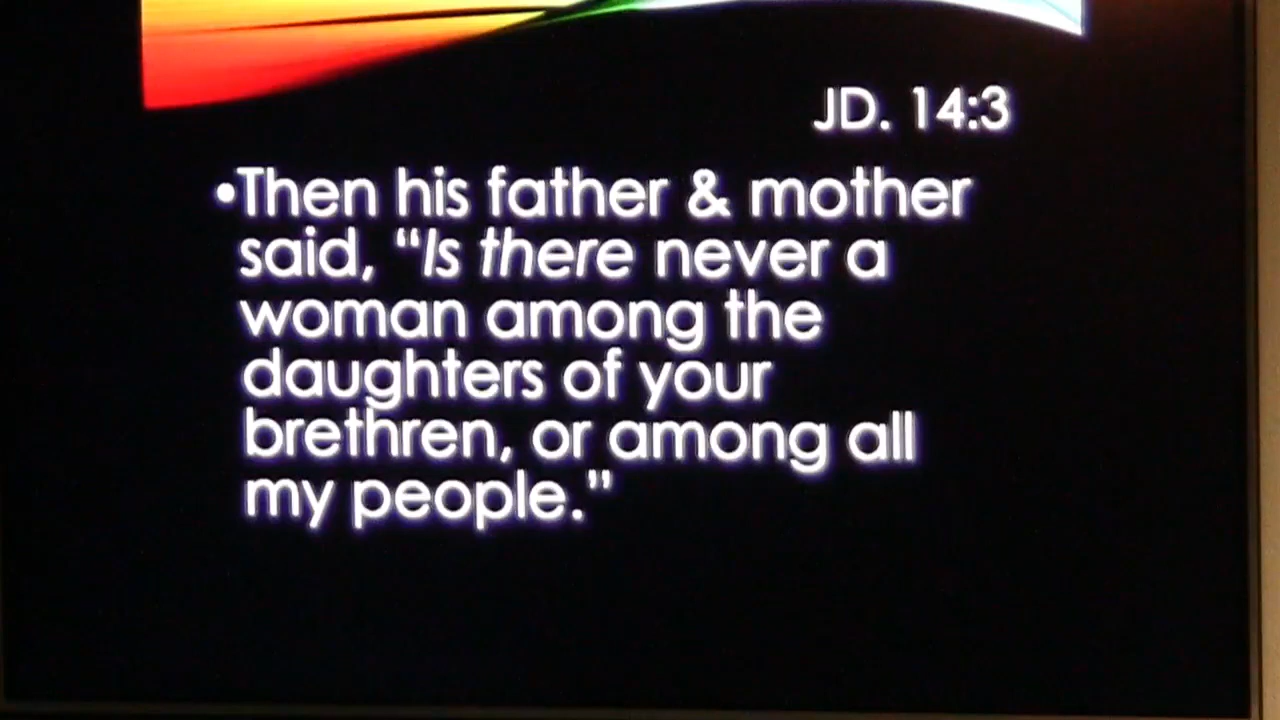 JD. 14:3
•Then his father & mother
said, “Is there never a
woman among the
daughters of your
brethren, or among all
my people."